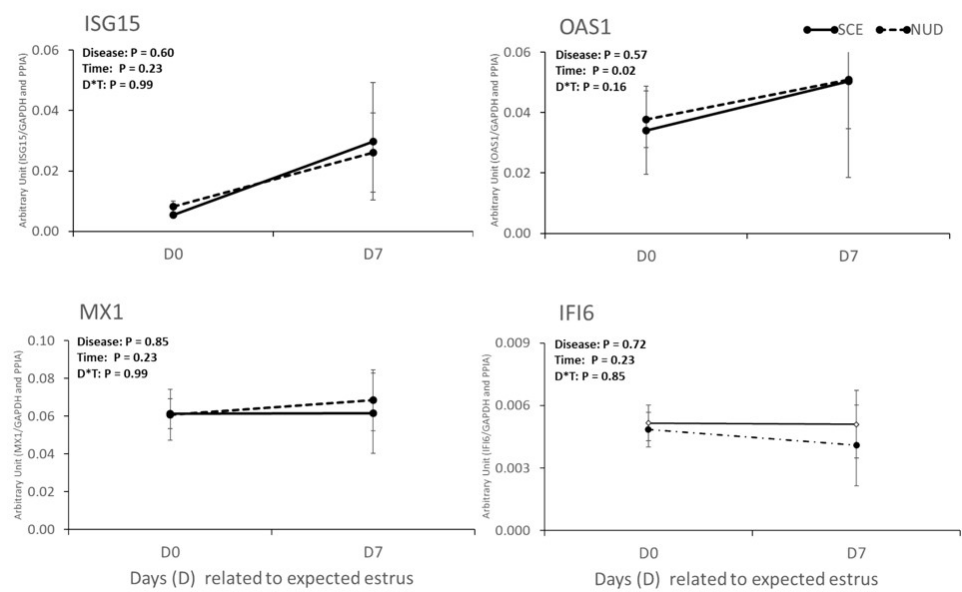 ISG15
Disease: P = 0.60
Time: P = 0.23
D*T: P = 0.99
Arbitrary Unit (ISG15/GAPDH and PPIA)
0.06
0.04
0.02
0.00
D0 D7
OAS1
SCE NUD
Disease: P = 0.57
Time: P = 0.02
D*T: P = 0.16
Arbitrary Unit (OAS1/GAPDH and PPIA)
0.06
0.04
0.02
0.00
D0 D7
MX1
Disease: P = 0.85
Time: P = 0.23
D*T: P = 0.99
Arbitrary Unit (MX1/GAPDH and PPIA)
0.10
0.08
0.06
0.04
0.02
0.00
D0 D7
Days (D) related to expected estrus
IFI6
Disease: P = 0.72
Time: P = 0.23
D*T: P = 0.85
Arbitrary Unit (IFI6/GAPDH and PPIA)
0.009
0.006
0.003
0.000
D0 D7
Days (D) related to expected estrus